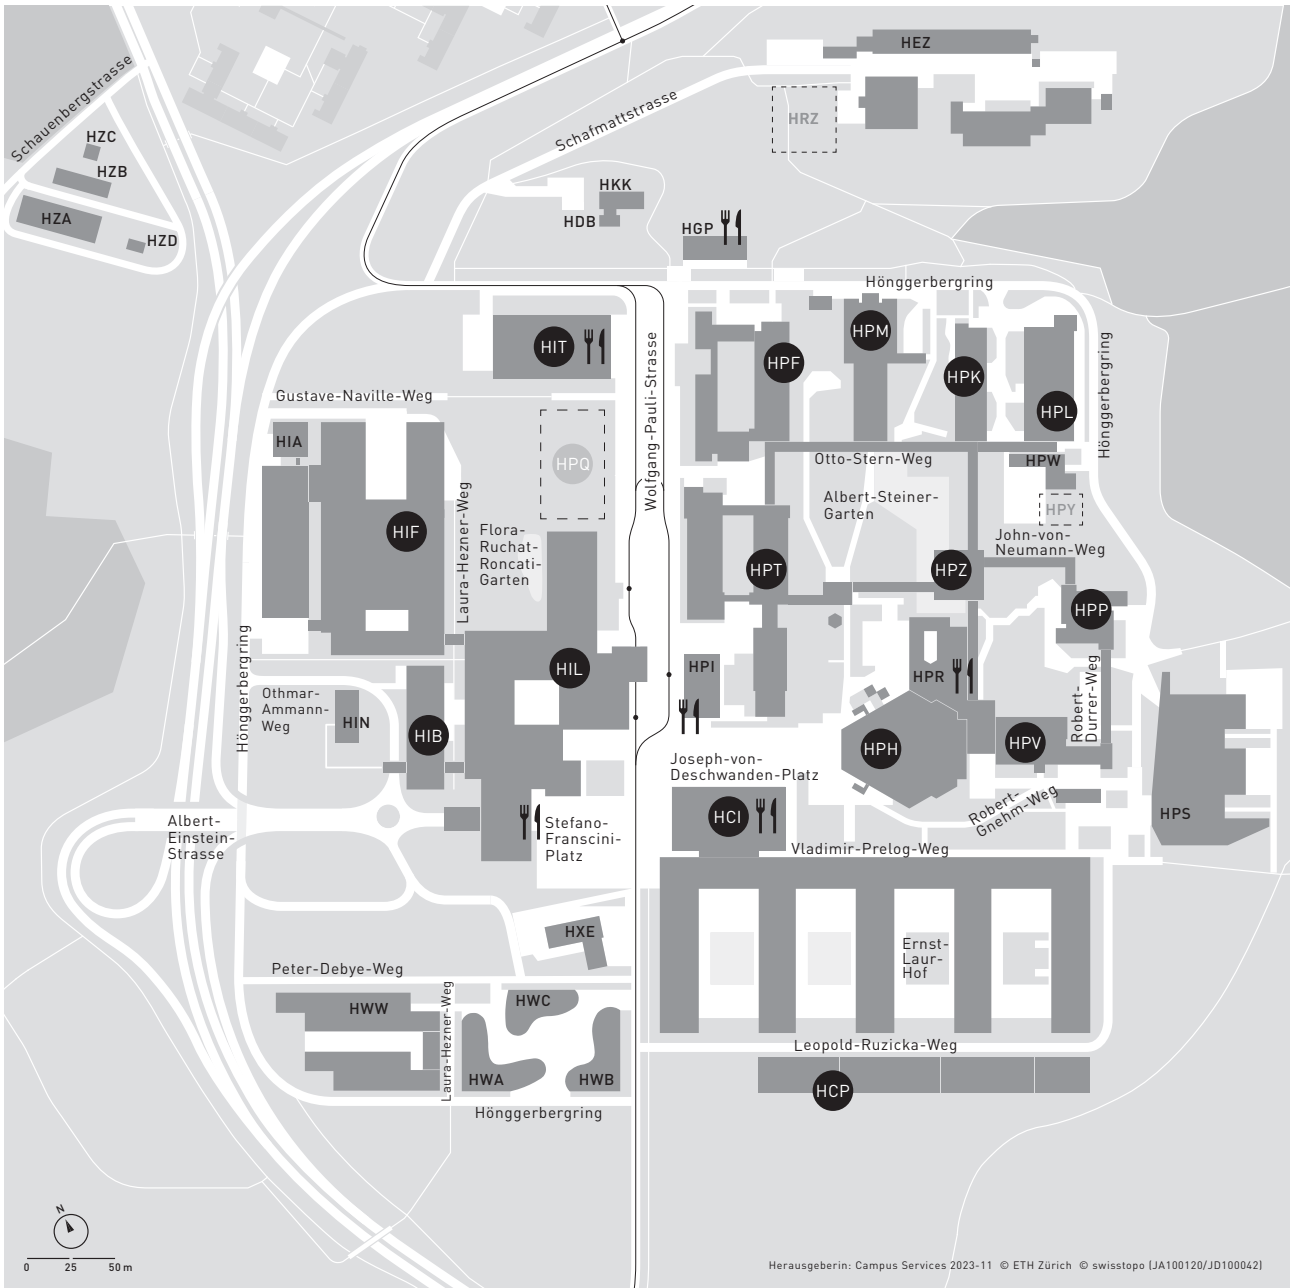 HEZ
Schauenbergstrasse
HZC
HZB
HZA
HZD
Schafmattstrasse
HRZ
HKK
HDB
HGP
Hönggerbergring
HIT
Wolfgang-Pauli-Strasse
HPF
HPM
HPK
HPL
Hönggerbergring
Gustave-Naville-Weg
HIA
HPQ
Otto-Stern-Weg
HPW
HPY
Albert-Steiner-
Garten
John-von-
Neumann-Weg
HIF
Laura-Hezner-Weg
Flora-
Ruchat-
Roncati-
Garten
HPT
HPZ
HPP
Hönggerbergring
HIL
HPI
HPR
Robert-
Durrer-Weg
Othmar-
Ammann-
Weg
HIN
HIB
HPH
HPV
Joseph-von-
Deschwanden-Platz
Robert-
Gnehm-Weg
HPS
Albert-
Einstein-
Strasse
Stefano-
Franscini-
Platz
HCI
Vladimir-Prelog-Weg
HXE
Ernst-
Laur-
Hof
Peter-Debye-Weg
HWW
Laura-Hezner-Weg
HWC
HWA
HWB
Leopold-Ruzicka-Weg
HCP
Hönggerbergring
N
0 25 50 m
Herausgeberin: Campus Services 2023-11 © ETH Zürich © swisstopo (JA100120/JD100042)